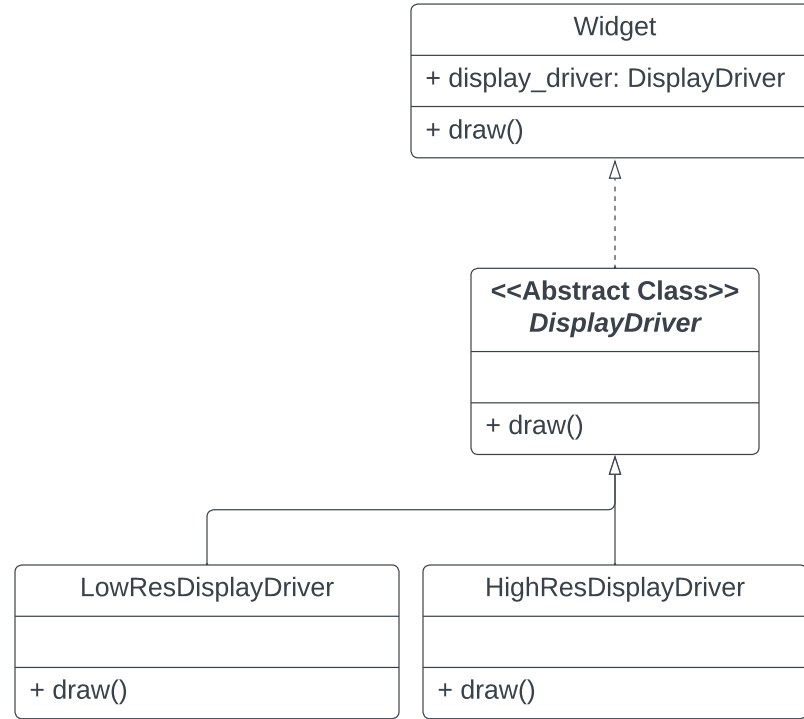 Widget
+ display_driver: DisplayDriver
+ draw()
<<Abstract Class>>
DisplayDriver
+ draw()
LowResDisplayDriver
+ draw()
HighResDisplayDriver
+ draw()